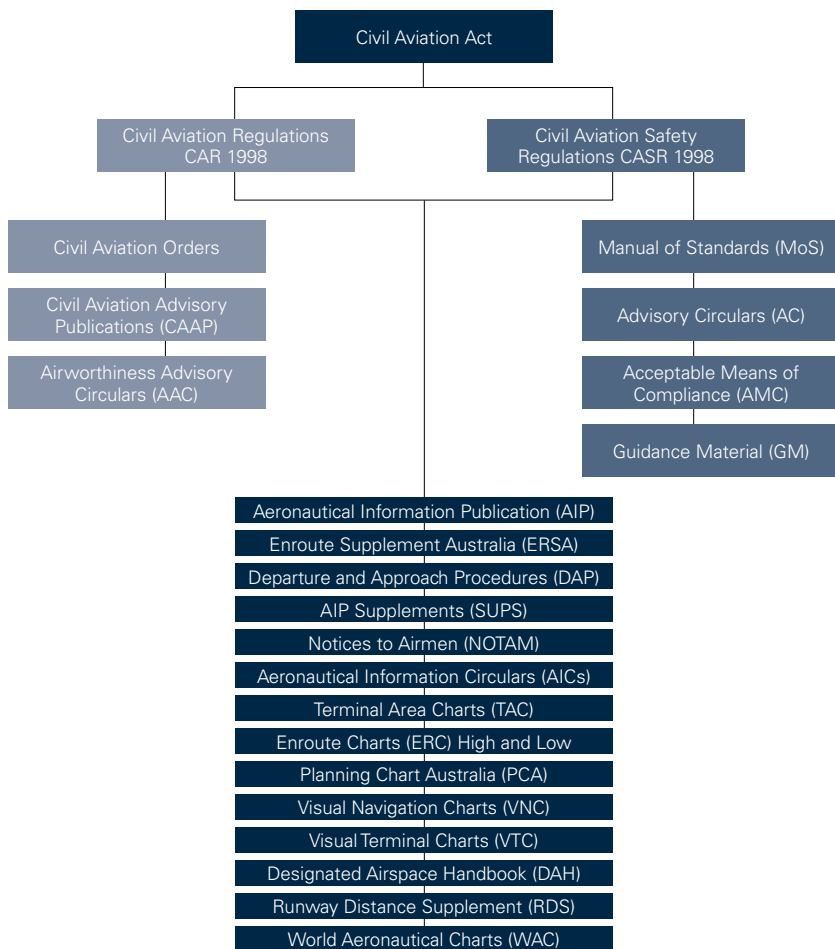 Civil Aviation Act
Civil Aviation Regulations
CAR 1998
Civil Aviation Safety
Regulations CASR 1998
Civil Aviation Orders
Civil Aviation Advisory
Publications (CAAP)
Airworthiness Advisory
Circulars (AAC)
Manual of Standards (MoS)
Advisory Circulars (AC)
Acceptable Means of
Compliance (AMC)
Guidance Material (GM)
Aeronautical Information Publication (AIP)
Enroute Supplement Australia (ERSA)
Departure and Approach Procedures (DAP)
AIP Supplements (SUPS)
Notices to Airmen (NOTAM)
Aeronautical Information Circulars (AICs)
Terminal Area Charts (TAC)
Enroute Charts (ERC) High and Low
Planning Chart Australia (PCA)
Visual Navigation Charts (VNC)
Visual Terminal Charts (VTC)
Designated Airspace Handbook (DAH)
Runway Distance Supplement (RDS)
World Aeronautical Charts (WAC)